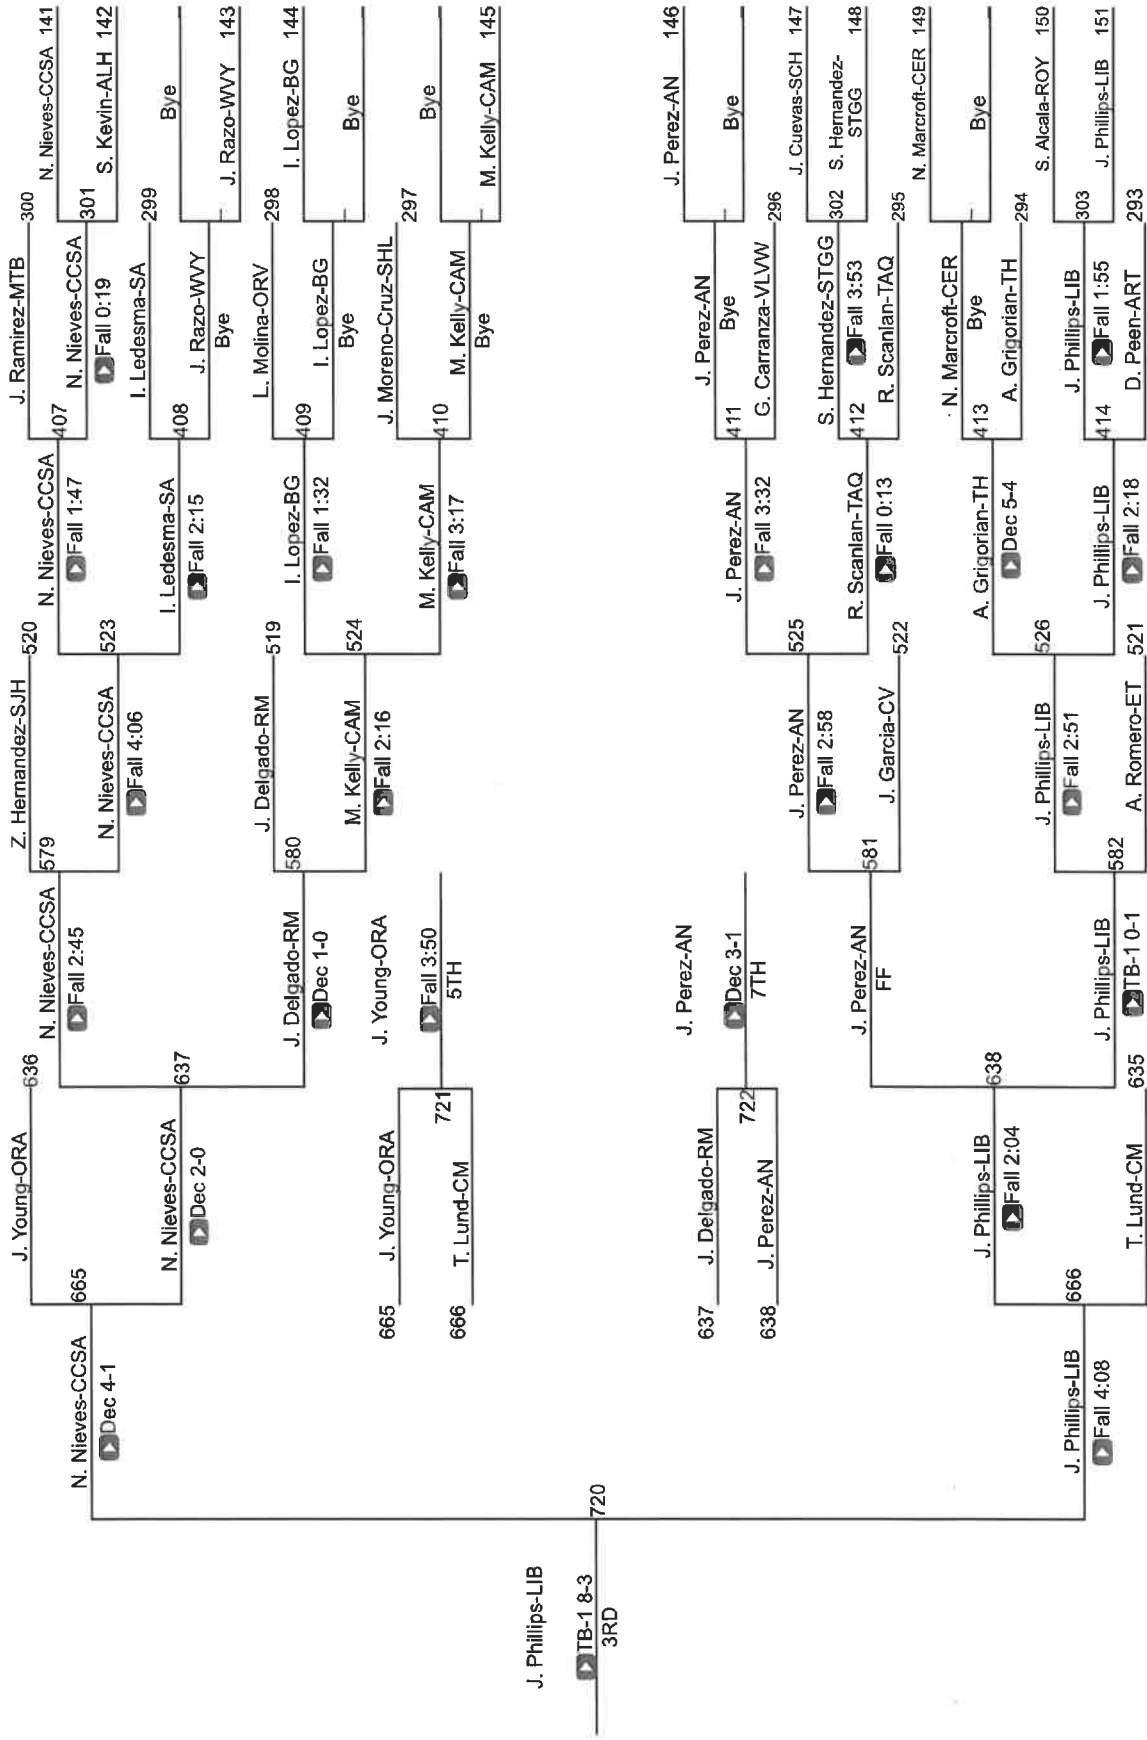 J. Phillips-LIB
TB-1 8-3
3RD
720
N. Nieves-CCSA
Dec 4-1
J. Phillips-LIB
Fall 4:08
665
J. Young-ORA 636
N. Nieves-CCSA
Dec 2-0
637
665 J. Young-ORA
666 T. Lund-CM
721
J. Young-ORA
Fall 3:50
5TH
637 J. Delgado-RM
638 J. Perez-AN
722
J. Perez-AN
Dec 3-1
7TH
J. Phillips-LIB
Fall 2:04
638
666
T. Lund-CM 635
N. Nieves-CCSA
Fall 2:45
579
J. Delgado-RM
Dec 1-0
580
J. Perez-AN
FF
581
J. Phillips-LIB
TB-1 0-1
582
Z. Hernandez-SJH 520
N. Nieves-CCSA
Fall 4:06
523
J. Delgado-RM 519
M. Kelly-CAM
Fall 2:16
524
J. Perez-AN
Fall 2:58
525
J. Garcia-CV 522
J. Phillips-LIB
Fall 2:51
526
A. Romero-ET 521
N. Nieves-CCSA
Fall 1:47
407
I. Ledesma-SA
Fall 2:15
408
I. Lopez-BG
Fall 1:32
409
M. Kelly-CAM
Fall 3:17
410
J. Perez-AN
Fall 3:32
411
R. Scanlan-TAQ
Fall 0:13
412
A. Grigorian-TH
Dec 5-4
413
J. Phillips-LIB
Fall 2:18
414
J. Ramirez-MTB 300
N. Nieves-CCSA
Fall 0:19
301
I. Ledesma-SA 299
J. Razo-WVY
Bye
L. Molina-ORV 298
I. Lopez-BG
Bye
J. Moreno-Cruz-SHL 297
M. Kelly-CAM
Bye
J. Perez-AN
Bye
G. Carranza-VLVW 296
S. Hernandez-STGG
Fall 3:53
302
R. Scanlan-TAQ 295
N. Marcroft-CER
Bye
A. Grigorian-TH 294
J. Phillips-LIB
Fall 1:55
303
D. Peen-ART 293
N. Nieves-CCSA 141
S. Kevin-ALH 142
Bye
J. Razo-WVY 143
I. Lopez-BG 144
Bye
Bye
M. Kelly-CAM 145
J. Perez-AN 146
Bye
J. Cuevas-SCH 147
S. Hernandez-
STGG 148
N. Marcroft-CER 149
Bye
S. Alcala-ROY 150
J. Phillips-LIB 151